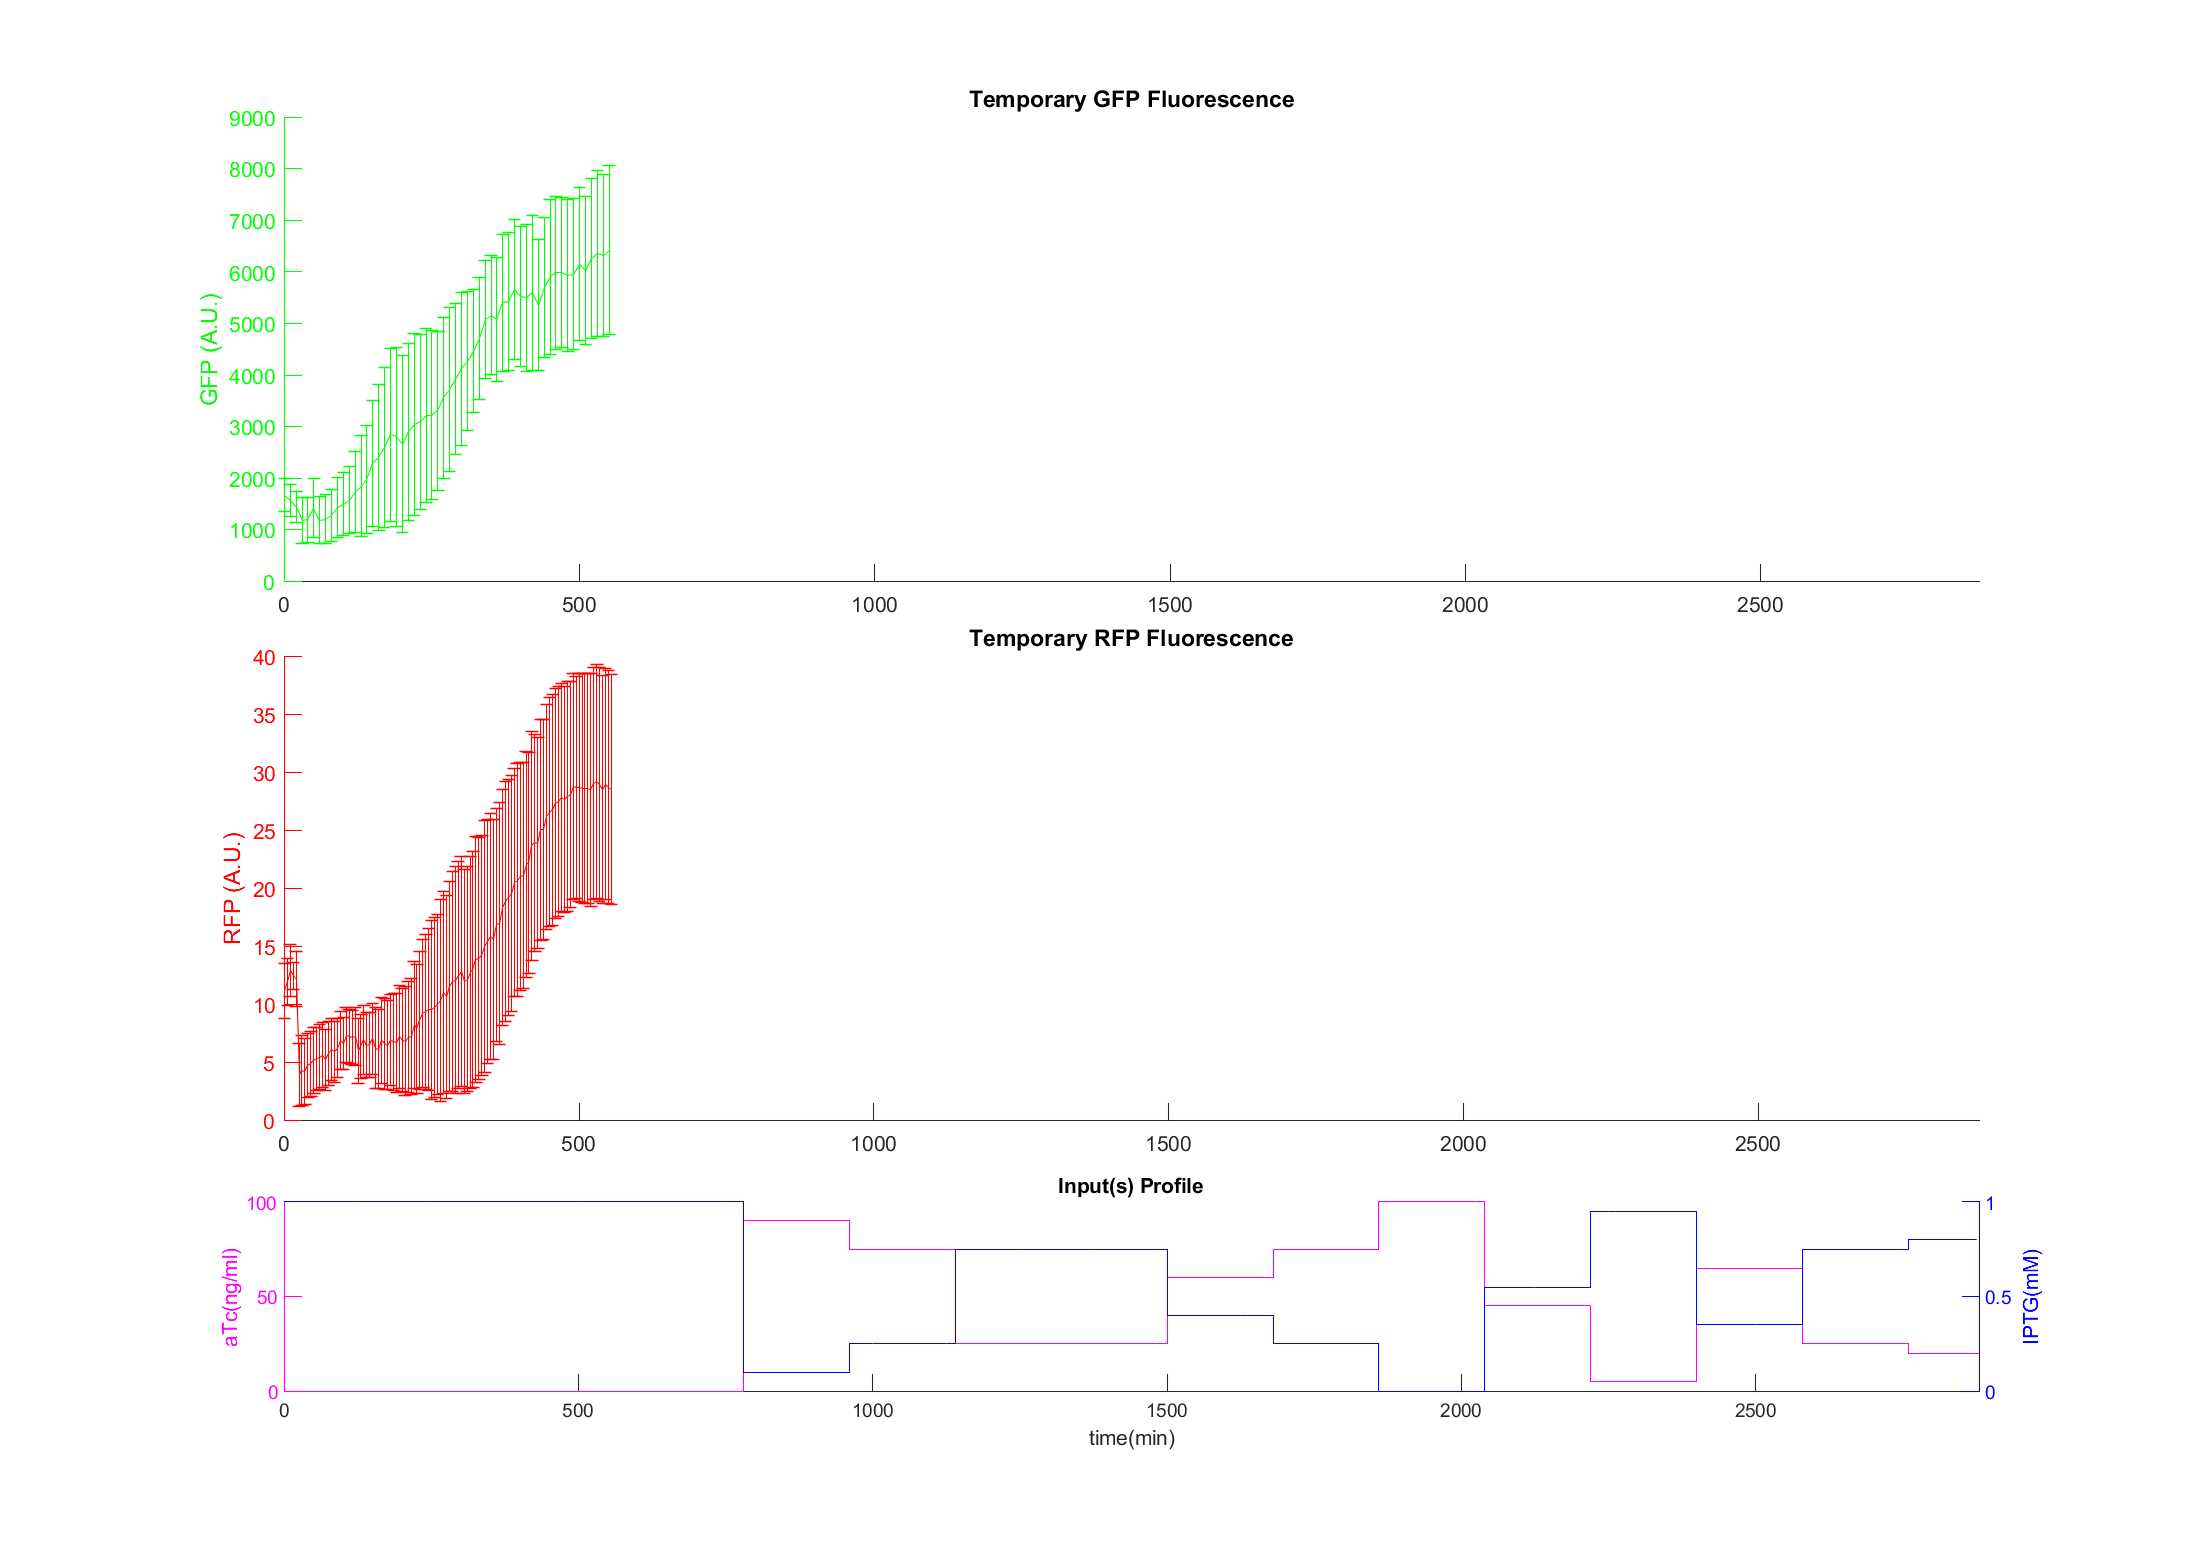 Temporary GFP Fluorescence
9000
8000
7000
6000
5000
4000
3000
2000
1000
0
GFP (A.U.)
0 500 1000 1500 2000 2500
Temporary RFP Fluorescence
40
35
30
25
20
15
10
5
0
RFP (A.U.)
0 500 1000 1500 2000 2500
Input(s) Profile
100
50
0
aTc(ng/ml)
1
0.5
0
IPTG(mM)
0 500 1000 1500 2000 2500
time(min)